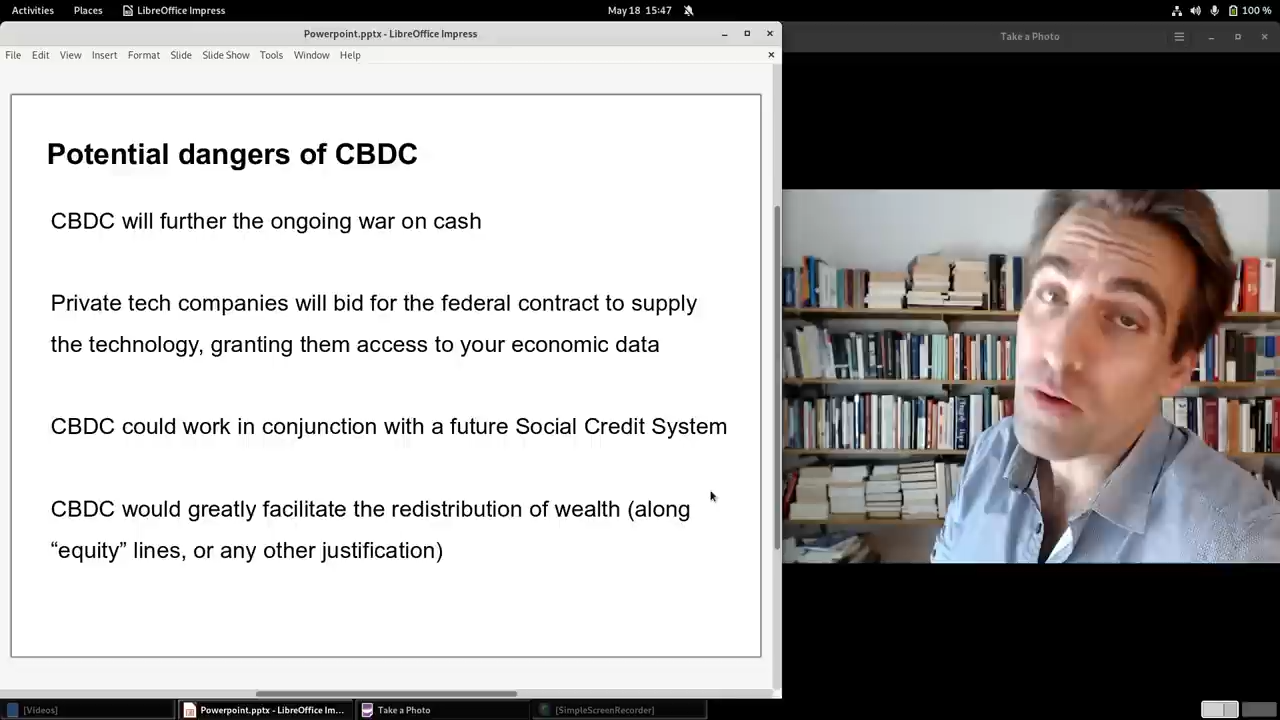 Activities Places LibreOffice Impress May 18 15:47 100 %
Powerpoint.pptx - LibreOffice Impress
Take a Photo
File Edit View Insert Format Slide Slide Show Tools Window Help
Potential dangers of CBDC
CBDC will further the ongoing war on cash
Private tech companies will bid for the federal contract to supply
the technology, granting them access to your economic data
CBDC could work in conjunction with a future Social Credit System
CBDC would greatly facilitate the redistribution of wealth (along
“equity” lines, or any other justification)
[Videos] Powerpoint.pptx - LibreOffice Im... Take a Photo [SimpleScreenRecorder]